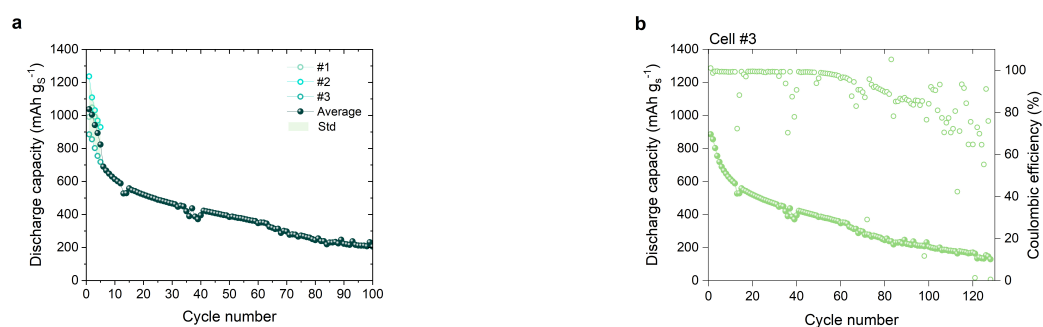 a
1400
1200
1000
800
600
400
200
0
Discharge capacity (mAh gs⁻¹)
#1
#2
#3
Average
Std
0 10 20 30 40 50 60 70 80 90 100
Cycle number
b
Cell #3
1400
1200
1000
800
600
400
200
0
Discharge capacity (mAh gs⁻¹)
100
80
60
40
20
0
Coulombic efficiency (%)
0 20 40 60 80 100 120
Cycle number